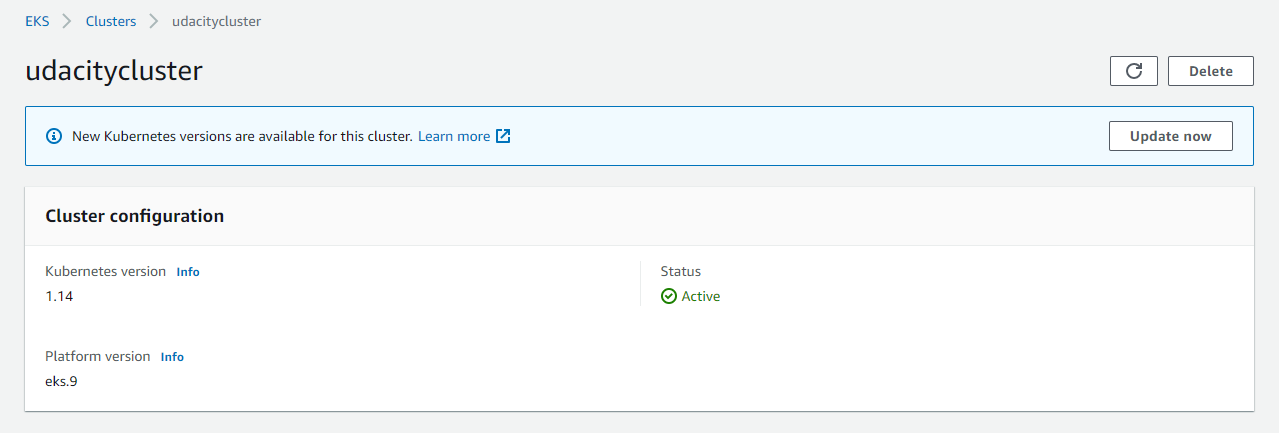 EKS Clusters udacitycluster
udacitycluster
Delete
New Kubernetes versions are available for this cluster. Learn more
Update now
Cluster configuration
Kubernetes version Info
1.14
Status
Active
Platform version Info
eks.9